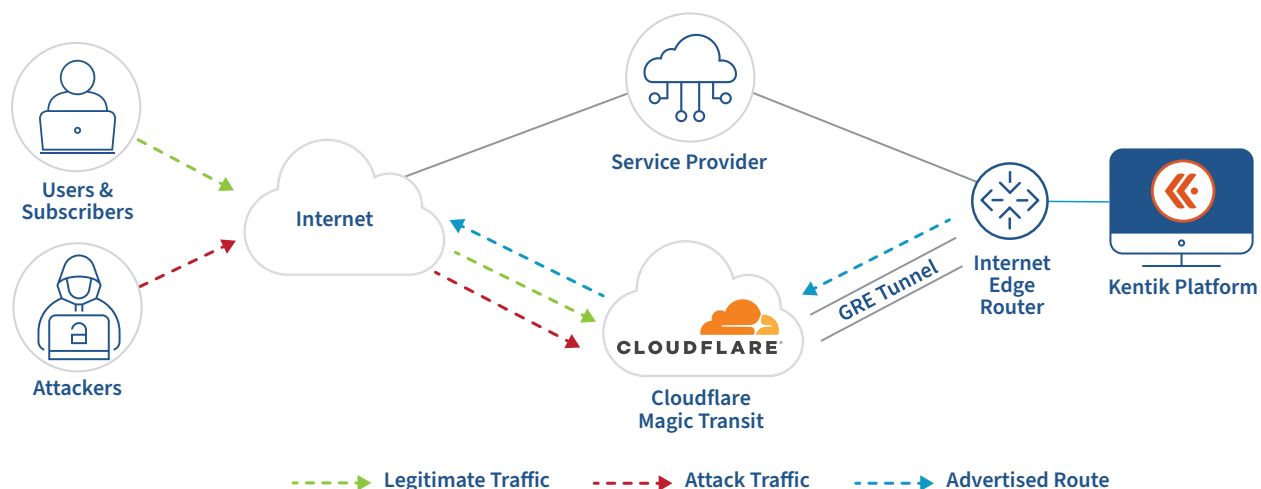 Service Provider
Users &
Subscribers
Internet
GRE Tunnel
Internet
Edge
Router
Kentik Platform
CLOUDFLARE
Attackers
Cloudflare
Magic Transit
Legitimate Traffic
Attack Traffic
Advertised Route